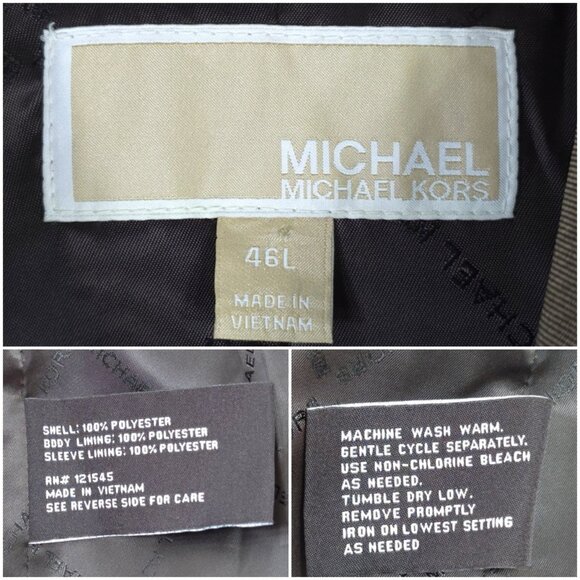 MICHAEL
MICHAEL KORS
46L
MADE IN
VIETNAM
SHELL: 100% POLYESTER
BODY LINING: 100% POLYESTER
SLEEVE LINING: 100% POLYESTER
RN# 121545
MADE IN VIETNAM
SEE REVERSE SIDE FOR CARE
MACHINE WASH WARM.
GENTLE CYCLE SEPARATELY.
USE NON-CHLORINE BLEACH
AS NEEDED.
TUMBLE DRY LOW.
REMOVE PROMPTLY
IRON ON LOWEST SETTING
AS NEEDED